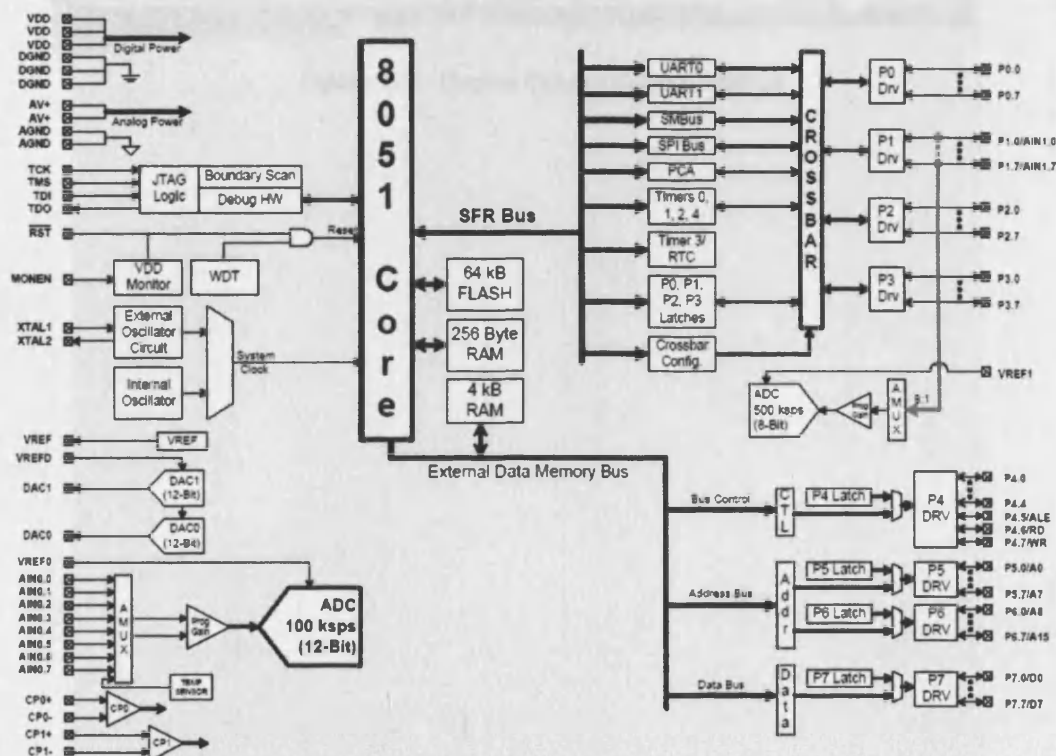 VDD
VDD
VDD
DGND
DGND
DGND
Digital Power
AV+
AV+
AGND
AGND
Analog Power
TCK
TMS
TDI
TDO
JTAG
Logic
Boundary Scan
Debug HW
RST
Reset
MONEN
VDD
Monitor
WDT
XTAL1
XTAL2
External
Oscillator
Circuit
Internal
Oscillator
System
Clock
VREF
VREF
VREFD
DAC1
DAC1
(12-Bit)
DAC0
DAC0
(12-Bit)
VREF0
AIN0.0
AIN0.1
AIN0.2
AIN0.3
AIN0.4
AIN0.5
AIN0.6
AIN0.7
AMUX
Prog
Gain
ADC
100 ksps
(12-Bit)
TEMP
SENSOR
CP0+
CP0-
CP0
CP1+
CP1-
CP1
8051 Core
SFR Bus
64 kB
FLASH
256 Byte
RAM
4 kB
RAM
External Data Memory Bus
UART0
UART1
SMBus
SPI Bus
PCA
Timers 0,
1, 2, 4
Timer 3/
RTC
P0, P1,
P2, P3
Latches
Crossbar
Config.
CROSSBAR
P0
Drv
P0.0
P0.7
P1
Drv
P1.0/AIN1.0
P1.7/AIN1.7
P2
Drv
P2.0
P2.7
P3
Drv
P3.0
P3.7
VREF1
ADC
500 ksps
(8-Bit)
Prog
Gain
AMUX
8:1
Bus Control
CTL
P4 Latch
P4
DRV
P4.0
P4.4
P4.5/ALE
P4.6/RD
P4.7/WR
Address Bus
Addr
P5 Latch
P5
DRV
P5.0/A0
P5.7/A7
P6 Latch
P6
DRV
P6.0/A8
P6.7/A15
Data Bus
Data
P7 Latch
P7
DRV
P7.0/D0
P7.7/D7